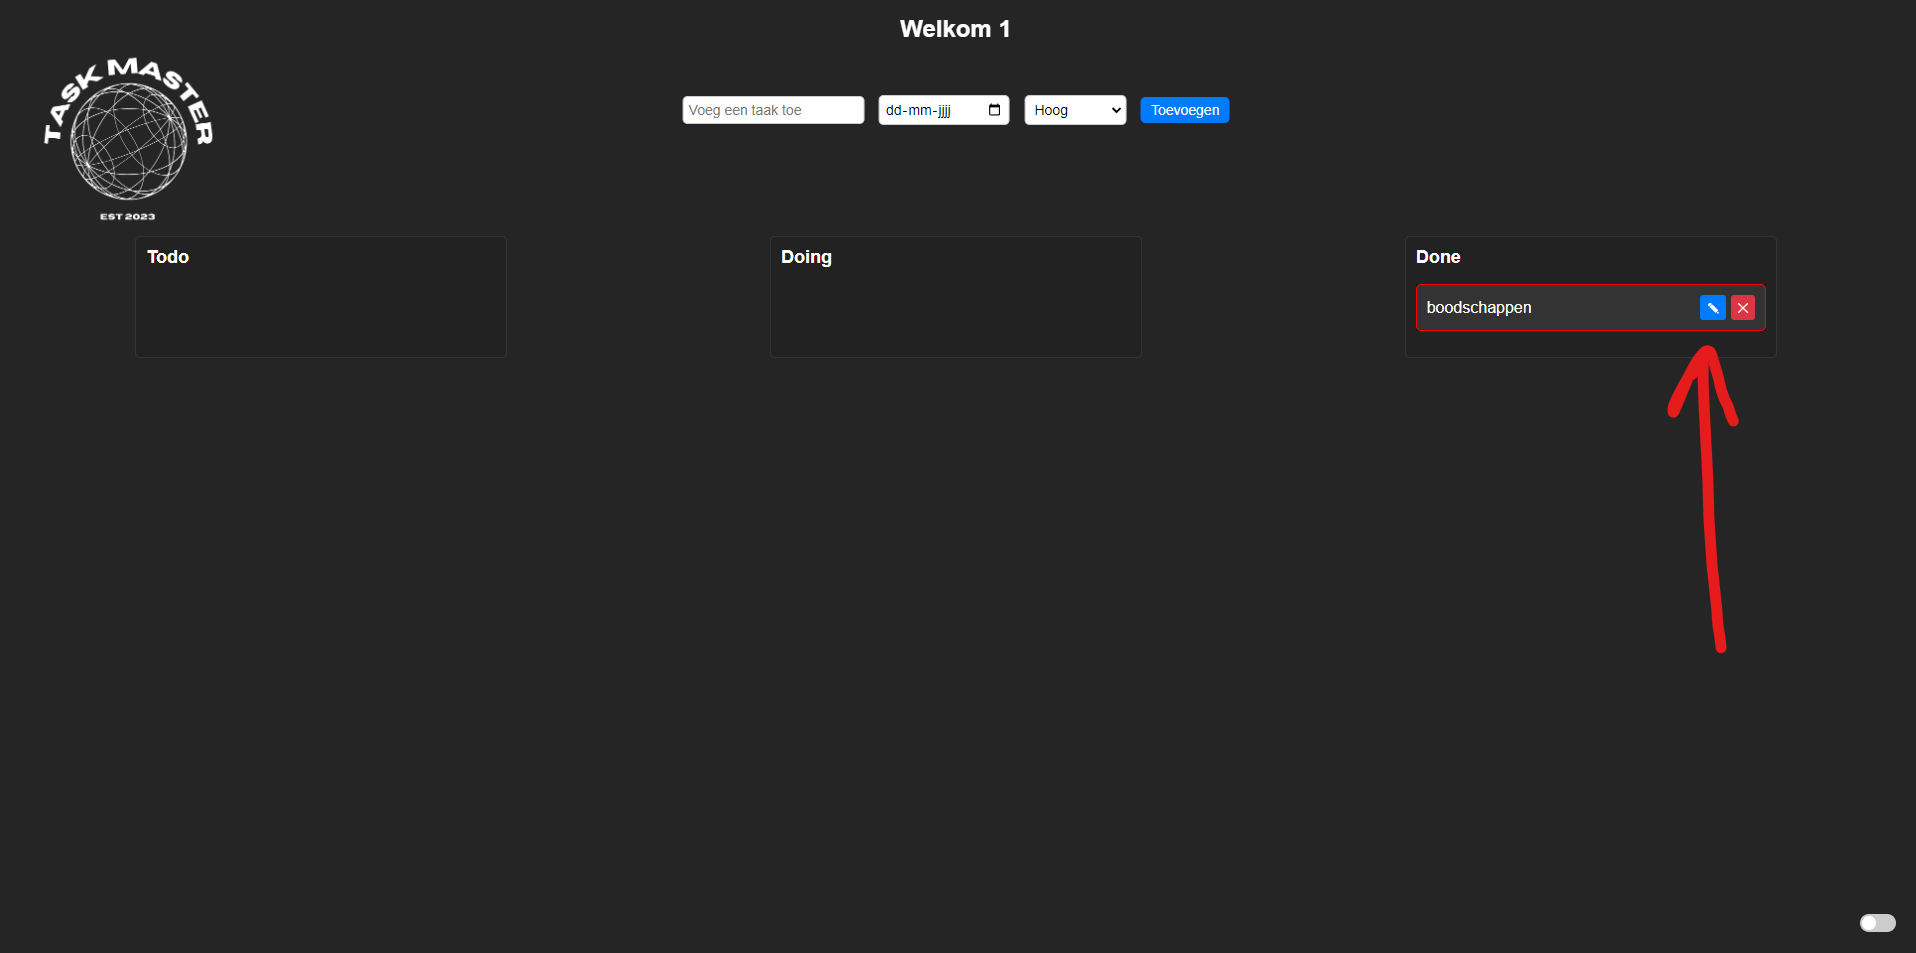 Welkom 1
TASK MASTER
EST 2023
Voeg een taak toe
dd-mm-jjjj
Hoog
Toevoegen
Todo
Doing
Done
boodschappen